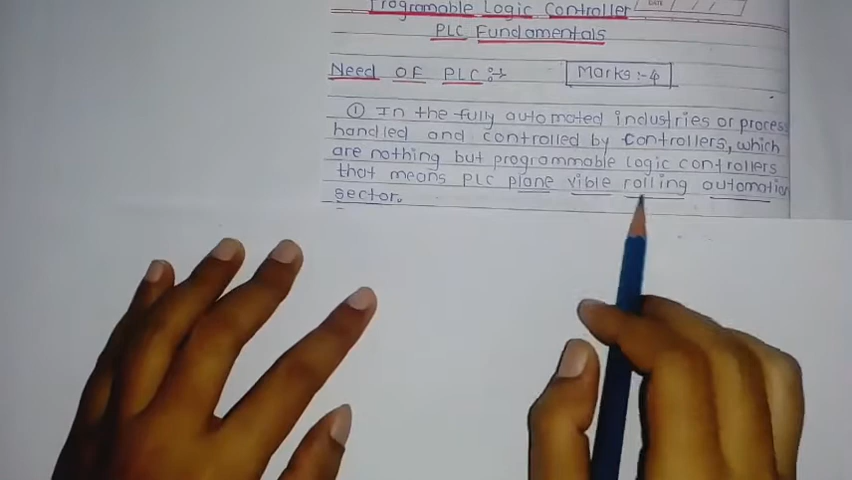 Programable Logic Controller
DATE
PLC Fundamentals
Need OF PLC :→
Marks :- 4
① In the fully automated industries or process
handled and controlled by controllers, which
are nothing but programmable logic controllers
that means PLC plane vible rolling automation
sector.